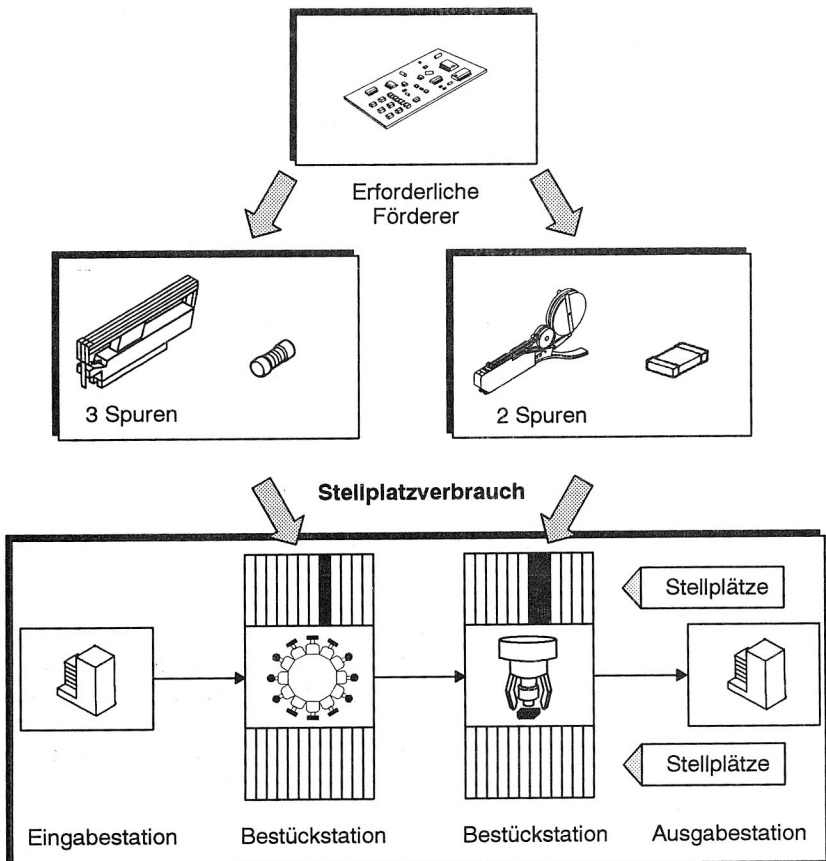 Erforderliche
Förderer
3 Spuren
2 Spuren
Stellplatzverbrauch
Stellplätze
Stellplätze
Eingabestation
Bestückstation
Bestückstation
Ausgabestation